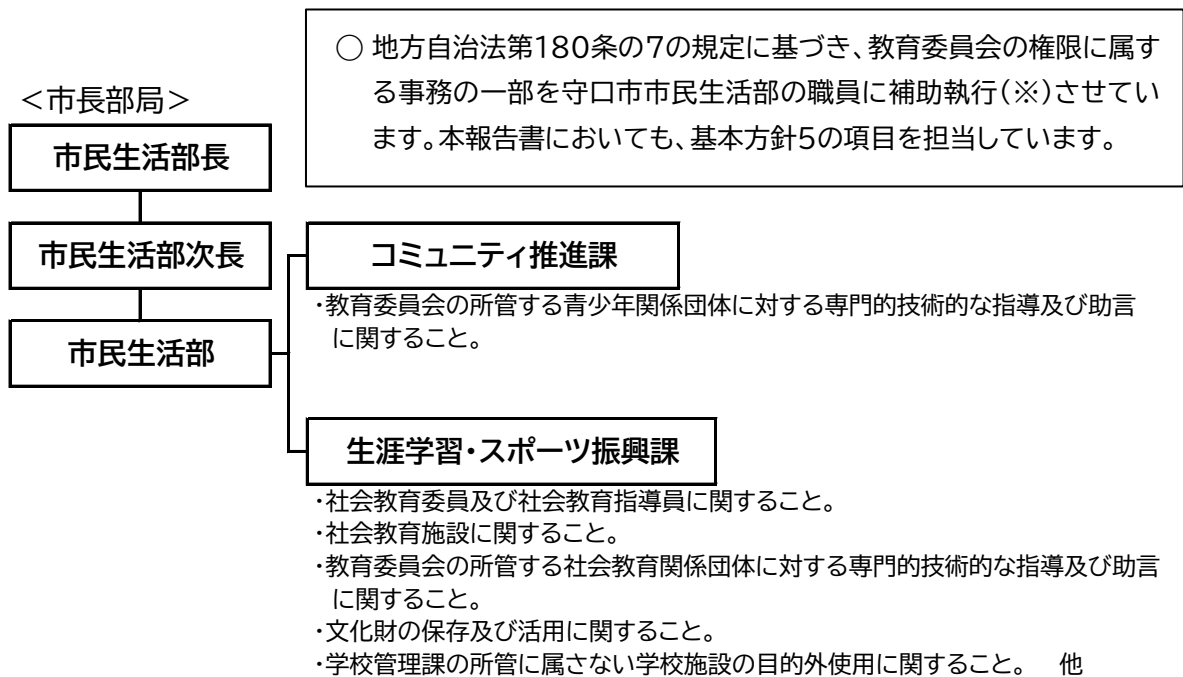 ○ 地方自治法第180条の7の規定に基づき、教育委員会の権限に属す
る事務の一部を守口市市民生活部の職員に補助執行(※)させてい
ます。本報告書においても、基本方針5の項目を担当しています。
<市長部局>
市民生活部長
市民生活部次長
市民生活部
コミュニティ推進課
・教育委員会の所管する青少年関係団体に対する専門的技術的な指導及び助言
に関すること。
生涯学習・スポーツ振興課
・社会教育委員及び社会教育指導員に関すること。
・社会教育施設に関すること。
・教育委員会の所管する社会教育関係団体に対する専門的技術的な指導及び助言
に関すること。
・文化財の保存及び活用に関すること。
・学校管理課の所管に属さない学校施設の目的外使用に関すること。　他